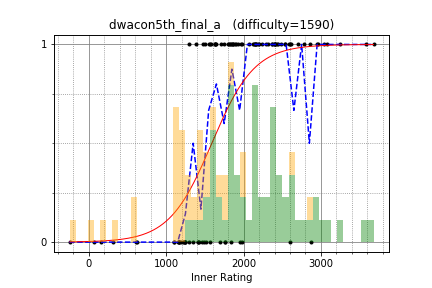 dwacon5th_final_a (difficulty=1590)
1
0
0 1000 2000 3000
Inner Rating